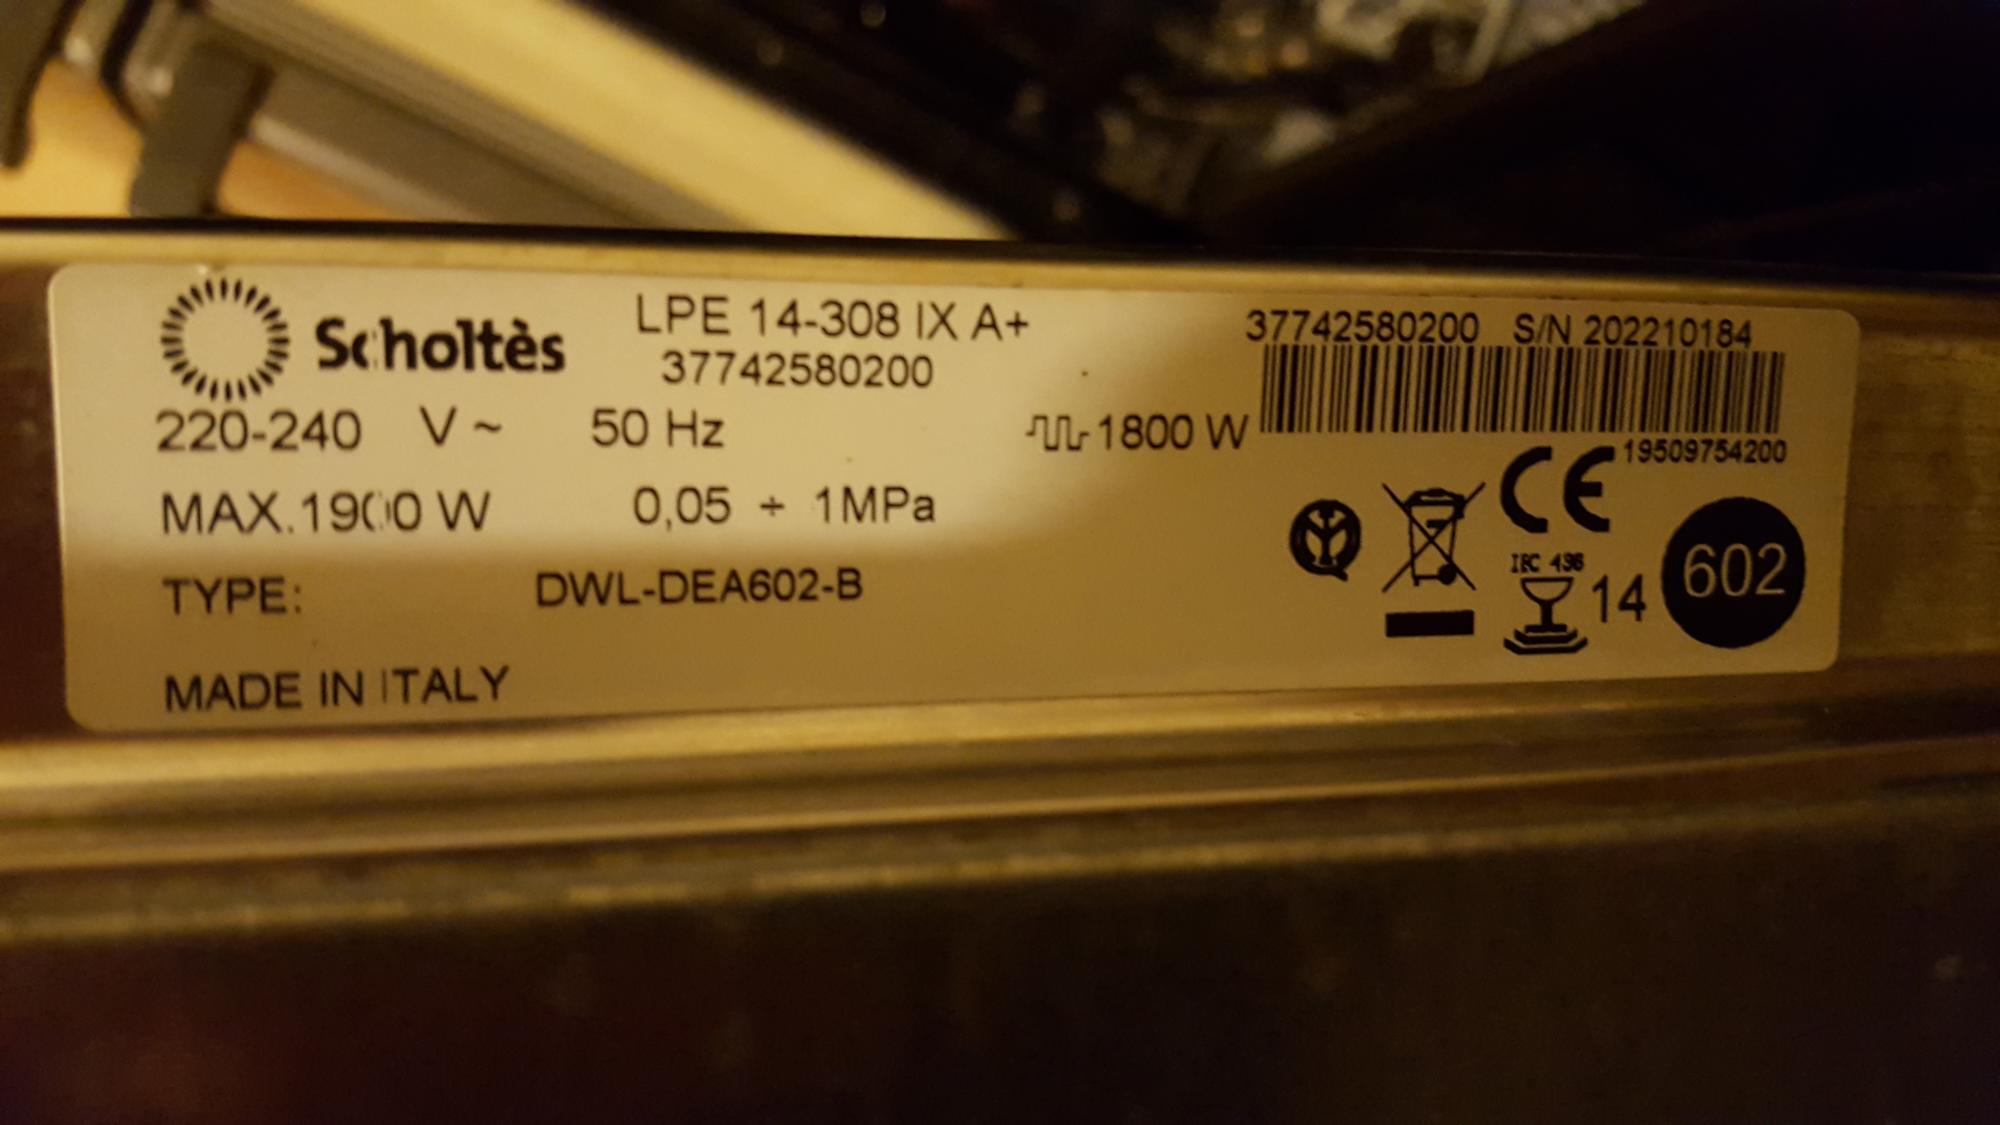 Scholtès LPE 14-308 IX A+ 37742580200 S/N 202210184
37742580200
220-240 V ~ 50 Hz 1800 W
19509754200
MAX.1900 W 0,05 ÷ 1MPa
CE
IEC 436
14
602
TYPE: DWL-DEA602-B
MADE IN ITALY